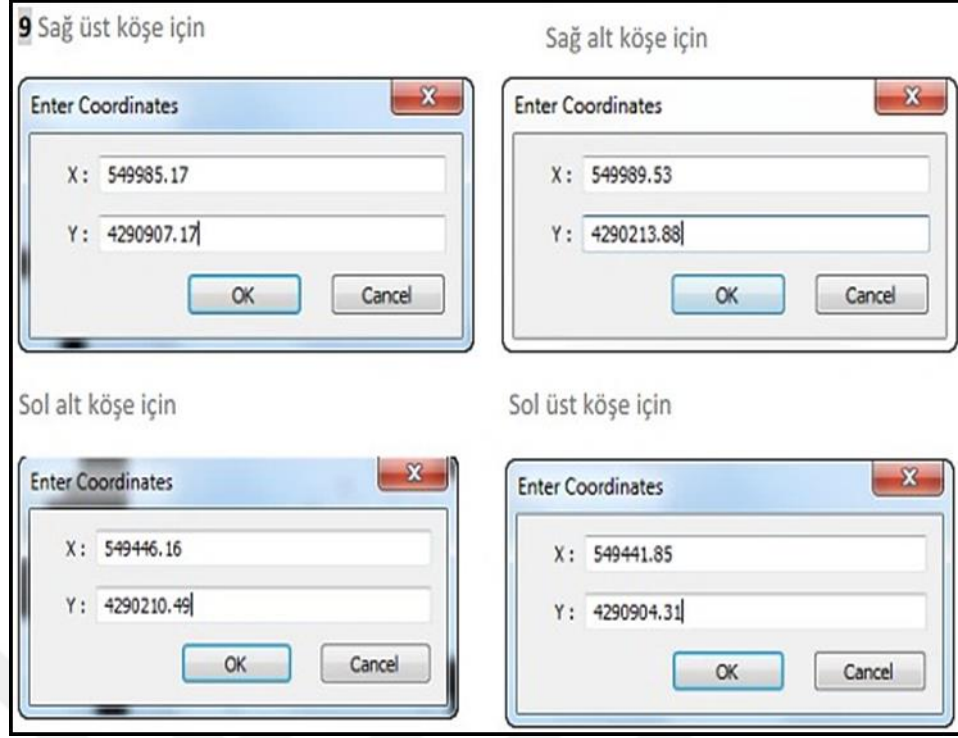 9 Sağ üst köşe için
Enter Coordinates
X: 549985.17
Y: 4290907.17
OK Cancel
Sağ alt köşe için
Enter Coordinates
X: 549989.53
Y: 4290213.88
OK Cancel
Sol alt köşe için
Enter Coordinates
X: 549446.16
Y: 4290210.49
OK Cancel
Sol üst köşe için
Enter Coordinates
X: 549441.85
Y: 4290904.31
OK Cancel